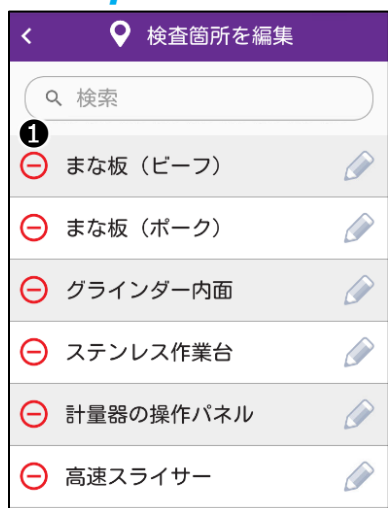 検査箇所を編集
検索
❶
まな板（ビーフ）
まな板（ポーク）
グラインダー内面
ステンレス作業台
計量器の操作パネル
高速スライサー